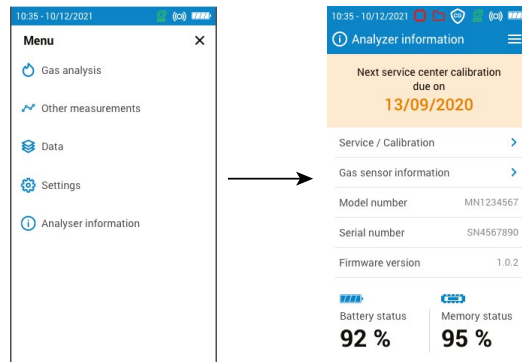 10:35 - 10/12/2021
Menu
Gas analysis
Other measurements
Data
Settings
Analyser information
10:35 - 10/12/2021 CO
Analyzer information
Next service center calibration
due on
13/09/2020
Service / Calibration
Gas sensor information
Model number MN1234567
Serial number SN4567890
Firmware version 1.0.2
Battery status Memory status
92 % 95 %